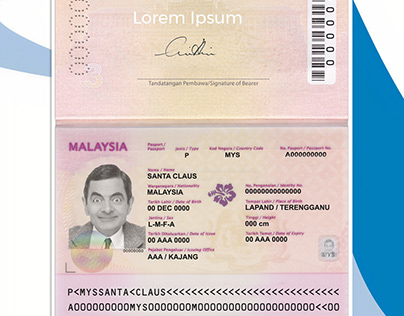 Lorem Ipsum
000000
Tandatangan Pembawa/Signature of Bearer
MALAYSIA
Pasport/ Jenis / Type Kod Negara / Country Code No. Pasport / Passport No.
Passport P MYS A000000000
Nama / Name
SANTA CLAUS
Warganegara / Nationality No. Pengenalan / Identity No.
MALAYSIA 00000000000000
Tarikh Lahir / Date of Birth Tempat Lahir / Place of Birth
00 DEC 0000 LAPAND / TERENGGANU
Jantina / Sex Tinggi / Height
L-M-F-A 000 cm
Tarikh Dikeluarkan / Date of Issue Tarikh Tamat / Date of Expiry
00 AAA 0000 00 AAA 0000
Pejabat Pengeluar / Issuing Office
AAA / KAJANG
P<MYSSANTA<CLAUS<<<<<<<<<<<<<<<<<<<<<<<<<<<<